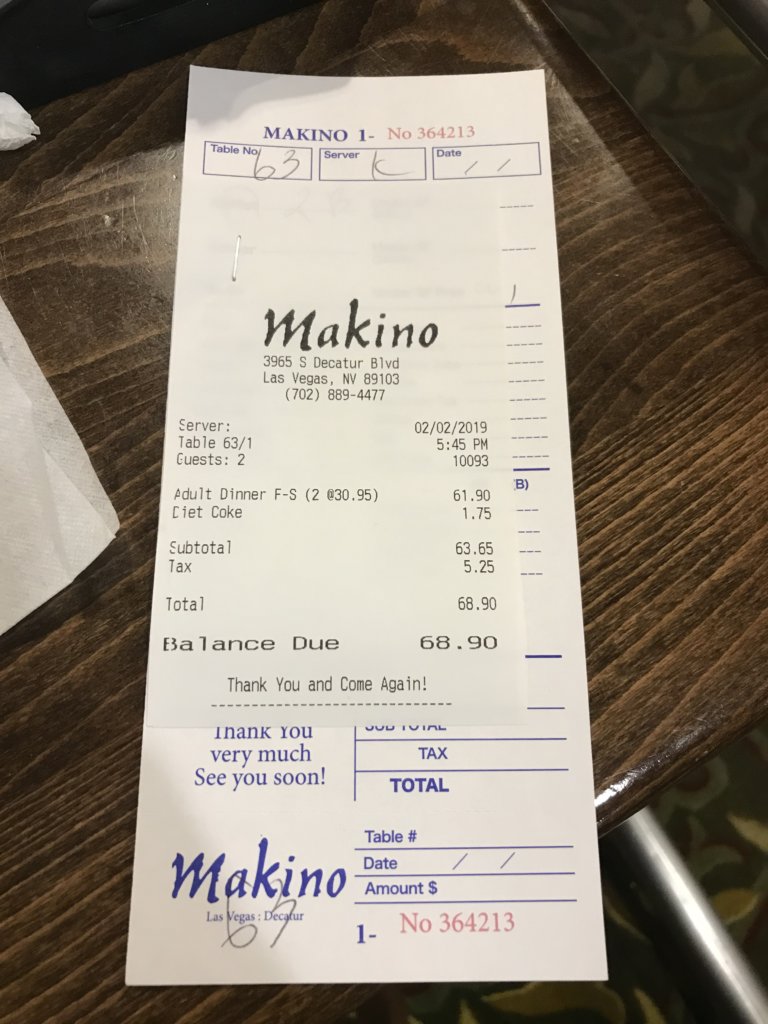 MAKINO 1- No 364213
Table No 63 Server K Date / /
Makino
3965 S Decatur Blvd
Las Vegas, NV 89103
(702) 889-4477
Server: 02/02/2019
Table 63/1 5:45 PM
Guests: 2 10093
Adult Dinner F-S (2 @30.95) 61.90
Diet Coke 1.75
Subtotal 63.65
Tax 5.25
Total 68.90
Balance Due 68.90
Thank You and Come Again!
B)
Thank You
very much
See you soon!
SUB TOTAL
TAX
TOTAL
Makino
Las Vegas : Decatur
63
Table #
Date / /
Amount $
1- No 364213